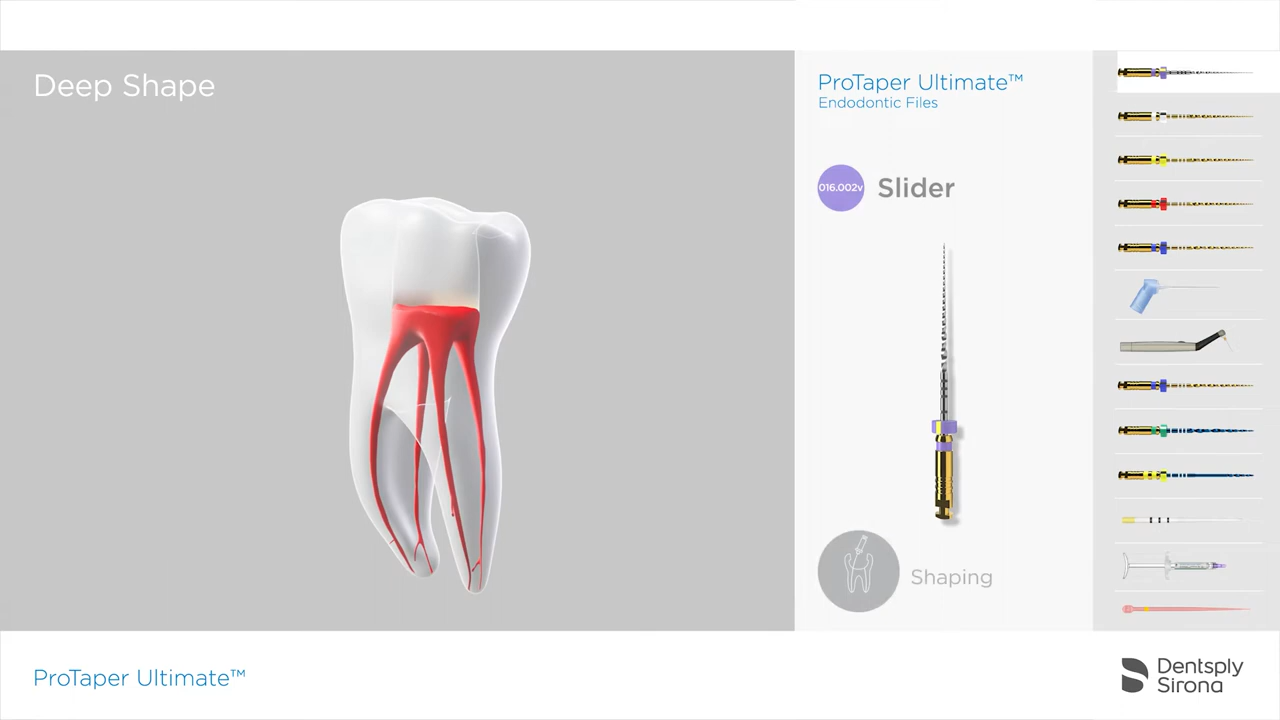 Deep Shape
ProTaper Ultimate™
Endodontic Files
016.002v
Slider
Shaping
ProTaper Ultimate™
Dentsply
Sirona